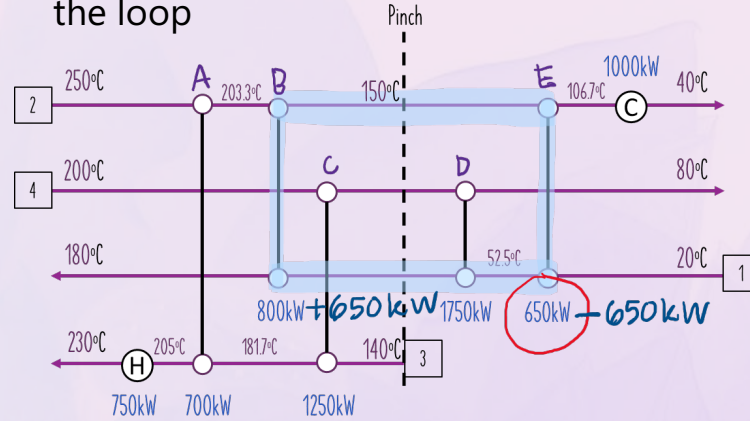 the loop
Pinch
1000kW
250°C
A
203.3°C
B
150°C
E
106.7°C
C
40°C
2
200°C
C
D
80°C
4
180°C
52.5°C
20°C
1
800kW +650kW 1750kW 650kW -650kW
230°C
205°C
181.7°C
140°C
3
H
750kW
700kW
1250kW